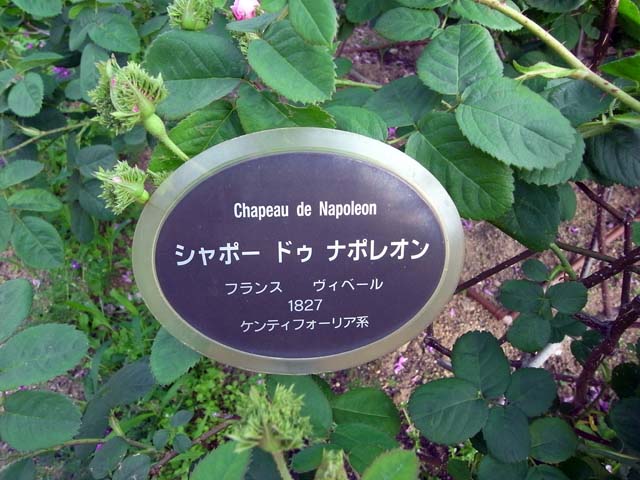 Chapeau de Napoleon
シャポー ドゥ ナポレオン
フランス ヴィベール
1827
ケンティフォーリア系